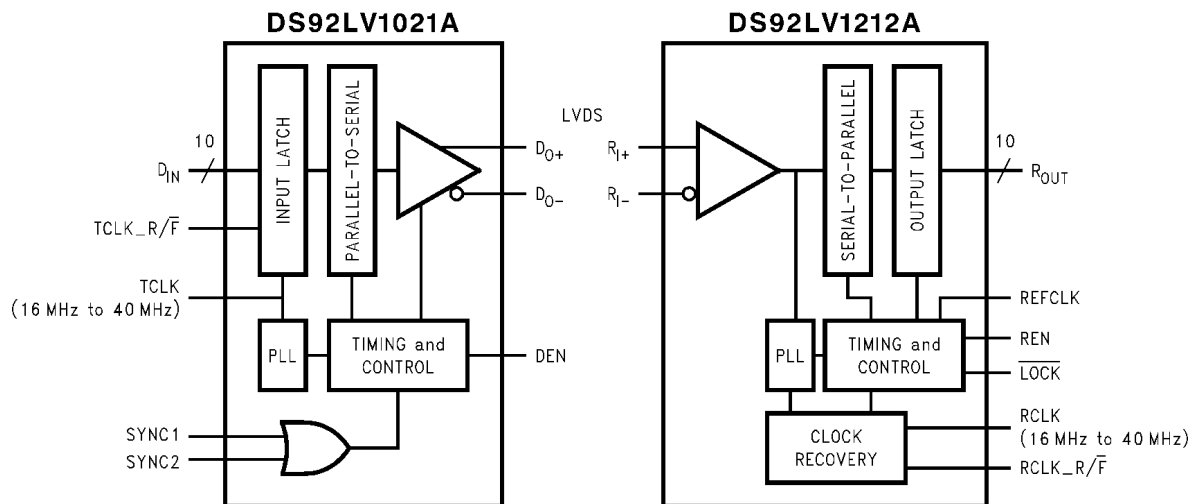 DS92LV1021A
DS92LV1212A
INPUT LATCH
PARALLEL-TO-SERIAL
SERIAL-TO-PARALLEL
OUTPUT LATCH
LVDS
10
D_IN
D_O+
D_O−
R_I+
R_I−
10
R_OUT
TCLK_R/F̅
TCLK
(16 MHz to 40 MHz)
PLL
TIMING and
CONTROL
DEN
SYNC1
SYNC2
PLL
TIMING and
CONTROL
REFCLK
REN
L̅O̅C̅K̅
CLOCK
RECOVERY
RCLK
(16 MHz to 40 MHz)
RCLK_R/F̅